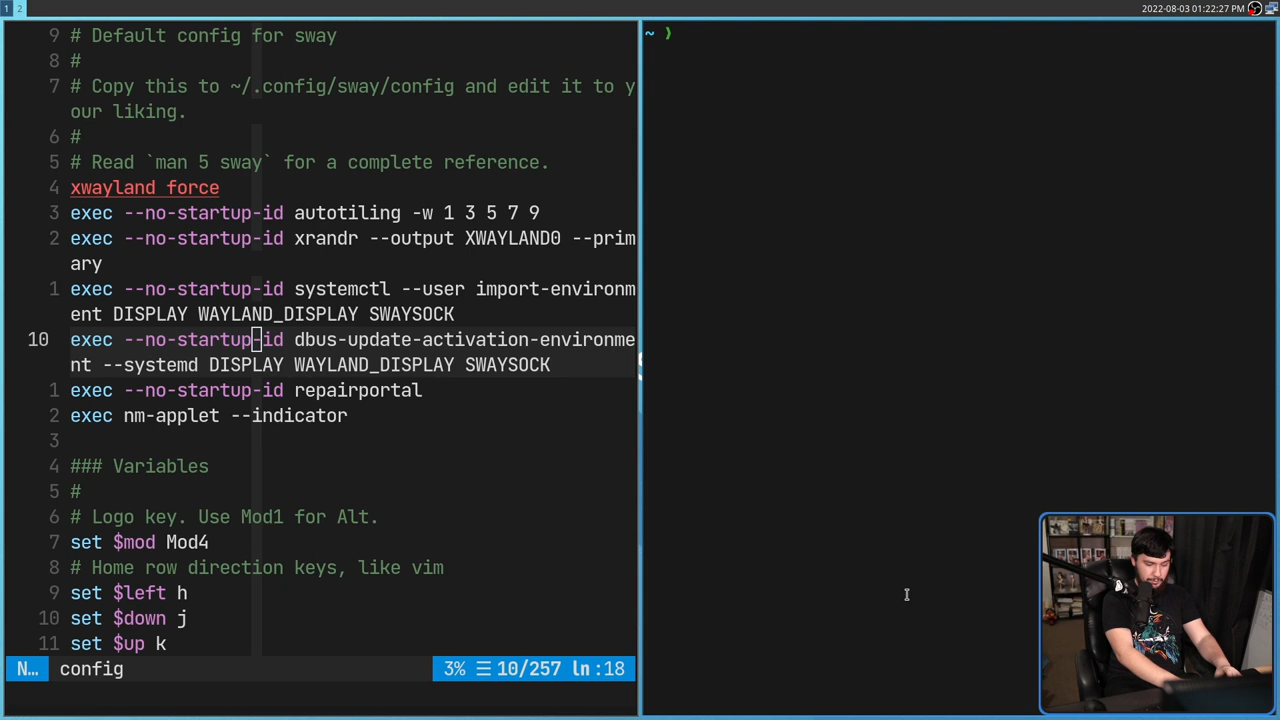 1 2
2022-08-03 01:22:27 PM
9 # Default config for sway
8 #
7 # Copy this to ~/.config/sway/config and edit it to y
our liking.
6 #
5 # Read `man 5 sway` for a complete reference.
4 xwayland force
3 exec --no-startup-id autotiling -w 1 3 5 7 9
2 exec --no-startup-id xrandr --output XWAYLAND0 --prim
ary
1 exec --no-startup-id systemctl --user import-environm
ent DISPLAY WAYLAND_DISPLAY SWAYSOCK
10 exec --no-startup-id dbus-update-activation-environme
nt --systemd DISPLAY WAYLAND_DISPLAY SWAYSOCK
1 exec --no-startup-id repairportal
2 exec nm-applet --indicator
3
4 ### Variables
5 #
6 # Logo key. Use Mod1 for Alt.
7 set $mod Mod4
8 # Home row direction keys, like vim
9 set $left h
10 set $down j
11 set $up k
N… config 3% ☰ 10/257 ln:18
~ ❯